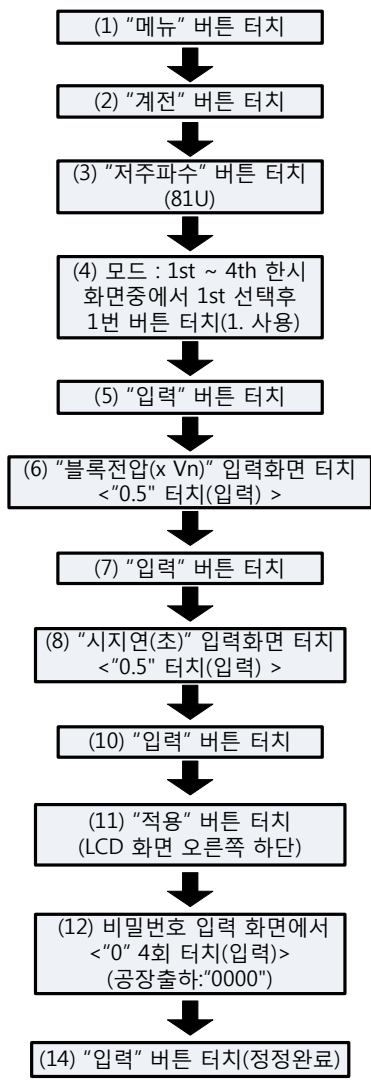 (1) "메뉴" 버튼 터치
(2) "계전" 버튼 터치
(3) "저주파수" 버튼 터치
(81U)
(4) 모드 : 1st ~ 4th 한시
화면중에서 1st 선택후
1번 버튼 터치(1. 사용)
(5) "입력" 버튼 터치
(6) "블록전압(x Vn)" 입력화면 터치
<"0.5" 터치(입력) >
(7) "입력" 버튼 터치
(8) "시지연(초)" 입력화면 터치
<"0.5" 터치(입력) >
(10) "입력" 버튼 터치
(11) "적용" 버튼 터치
(LCD 화면 오른쪽 하단)
(12) 비밀번호 입력 화면에서
<"0" 4회 터치(입력)>
(공장출하:"0000")
(14) "입력" 버튼 터치(정정완료)